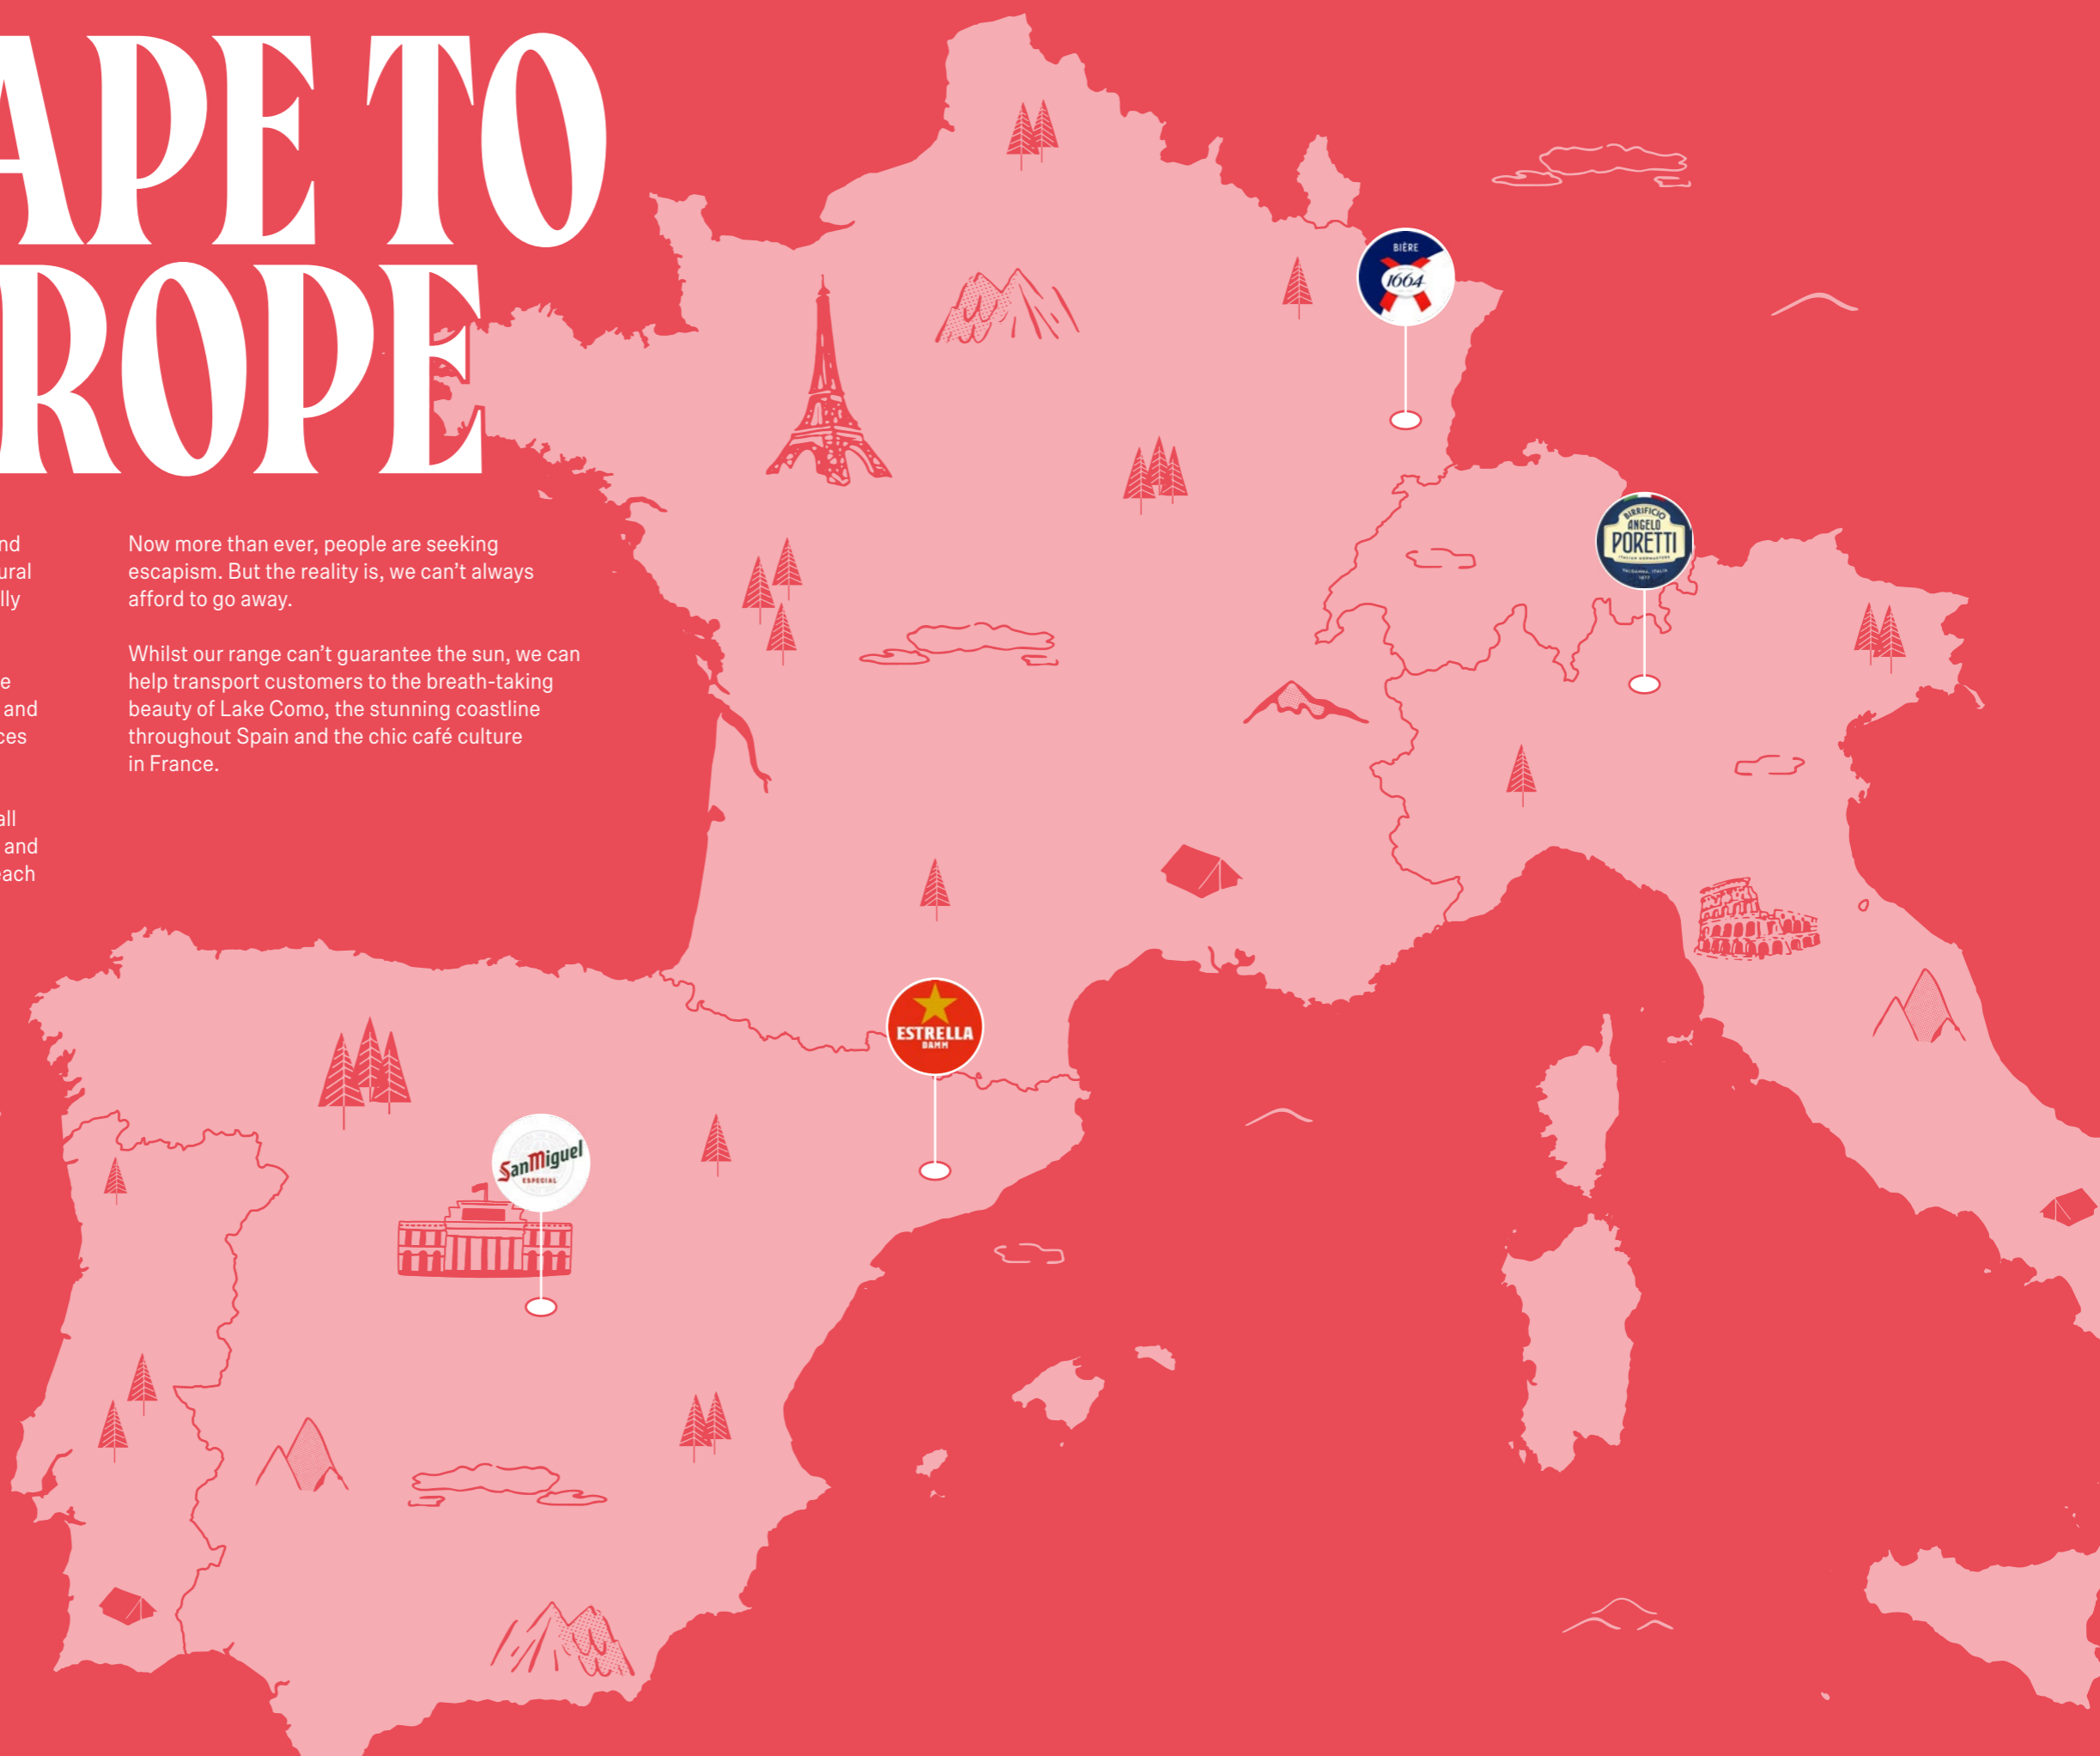 APE TO
ROPE
nd
ural
lly
e
and
ces
all
and
each
Now more than ever, people are seeking
escapism. But the reality is, we can’t always
afford to go away.
Whilst our range can’t guarantee the sun, we can
help transport customers to the breath-taking
beauty of Lake Como, the stunning coastline
throughout Spain and the chic café culture
in France.
BIÈRE
1664
BIRRIFICIO
ANGELO
PORETTI
ESTRELLA
DAMM
SanMiguel
ESPECIAL